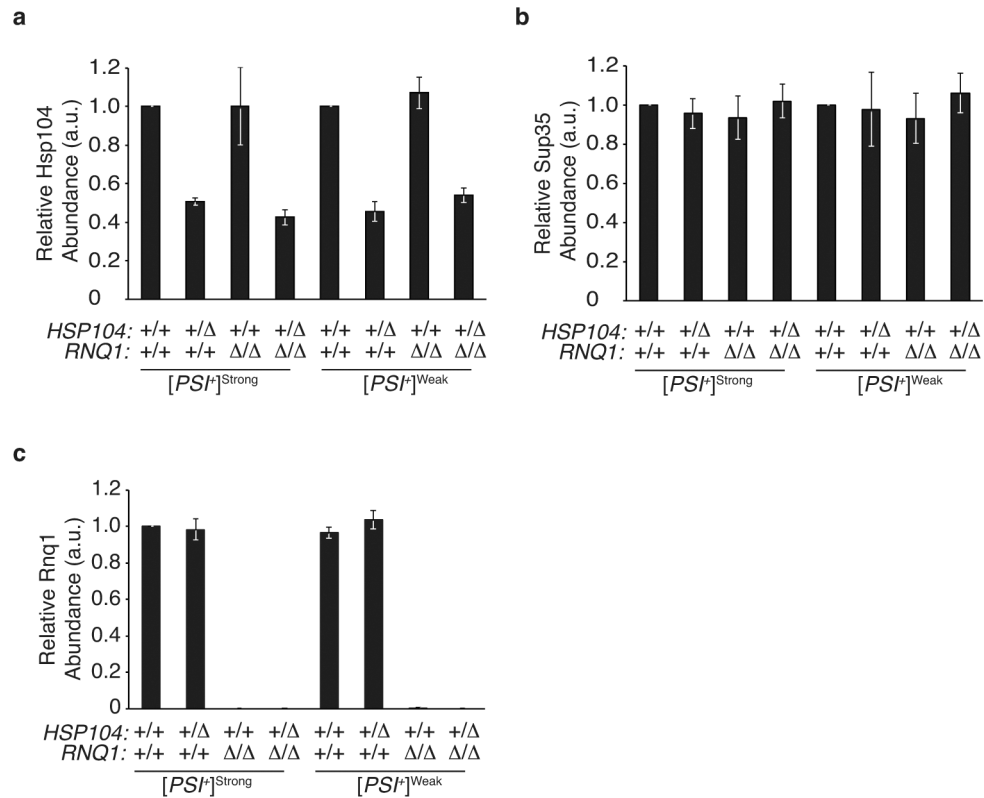 a
Relative Hsp104
Abundance (a.u.)
1.2
1.0
0.8
0.6
0.4
0.2
0
HSP104: +/+ +/Δ +/+ +/Δ +/+ +/Δ +/+ +/Δ
RNQ1: +/+ +/+ Δ/Δ Δ/Δ +/+ +/+ Δ/Δ Δ/Δ
[PSI+]Strong [PSI+]Weak
b
Relative Sup35
Abundance (a.u.)
1.2
1.0
0.8
0.6
0.4
0.2
0
HSP104: +/+ +/Δ +/+ +/Δ +/+ +/Δ +/+ +/Δ
RNQ1: +/+ +/+ Δ/Δ Δ/Δ +/+ +/+ Δ/Δ Δ/Δ
[PSI+]Strong [PSI+]Weak
c
Relative Rnq1
Abundance (a.u.)
1.2
1.0
0.8
0.6
0.4
0.2
0
HSP104: +/+ +/Δ +/+ +/Δ +/+ +/Δ +/+ +/Δ
RNQ1: +/+ +/+ Δ/Δ Δ/Δ +/+ +/+ Δ/Δ Δ/Δ
[PSI+]Strong [PSI+]Weak